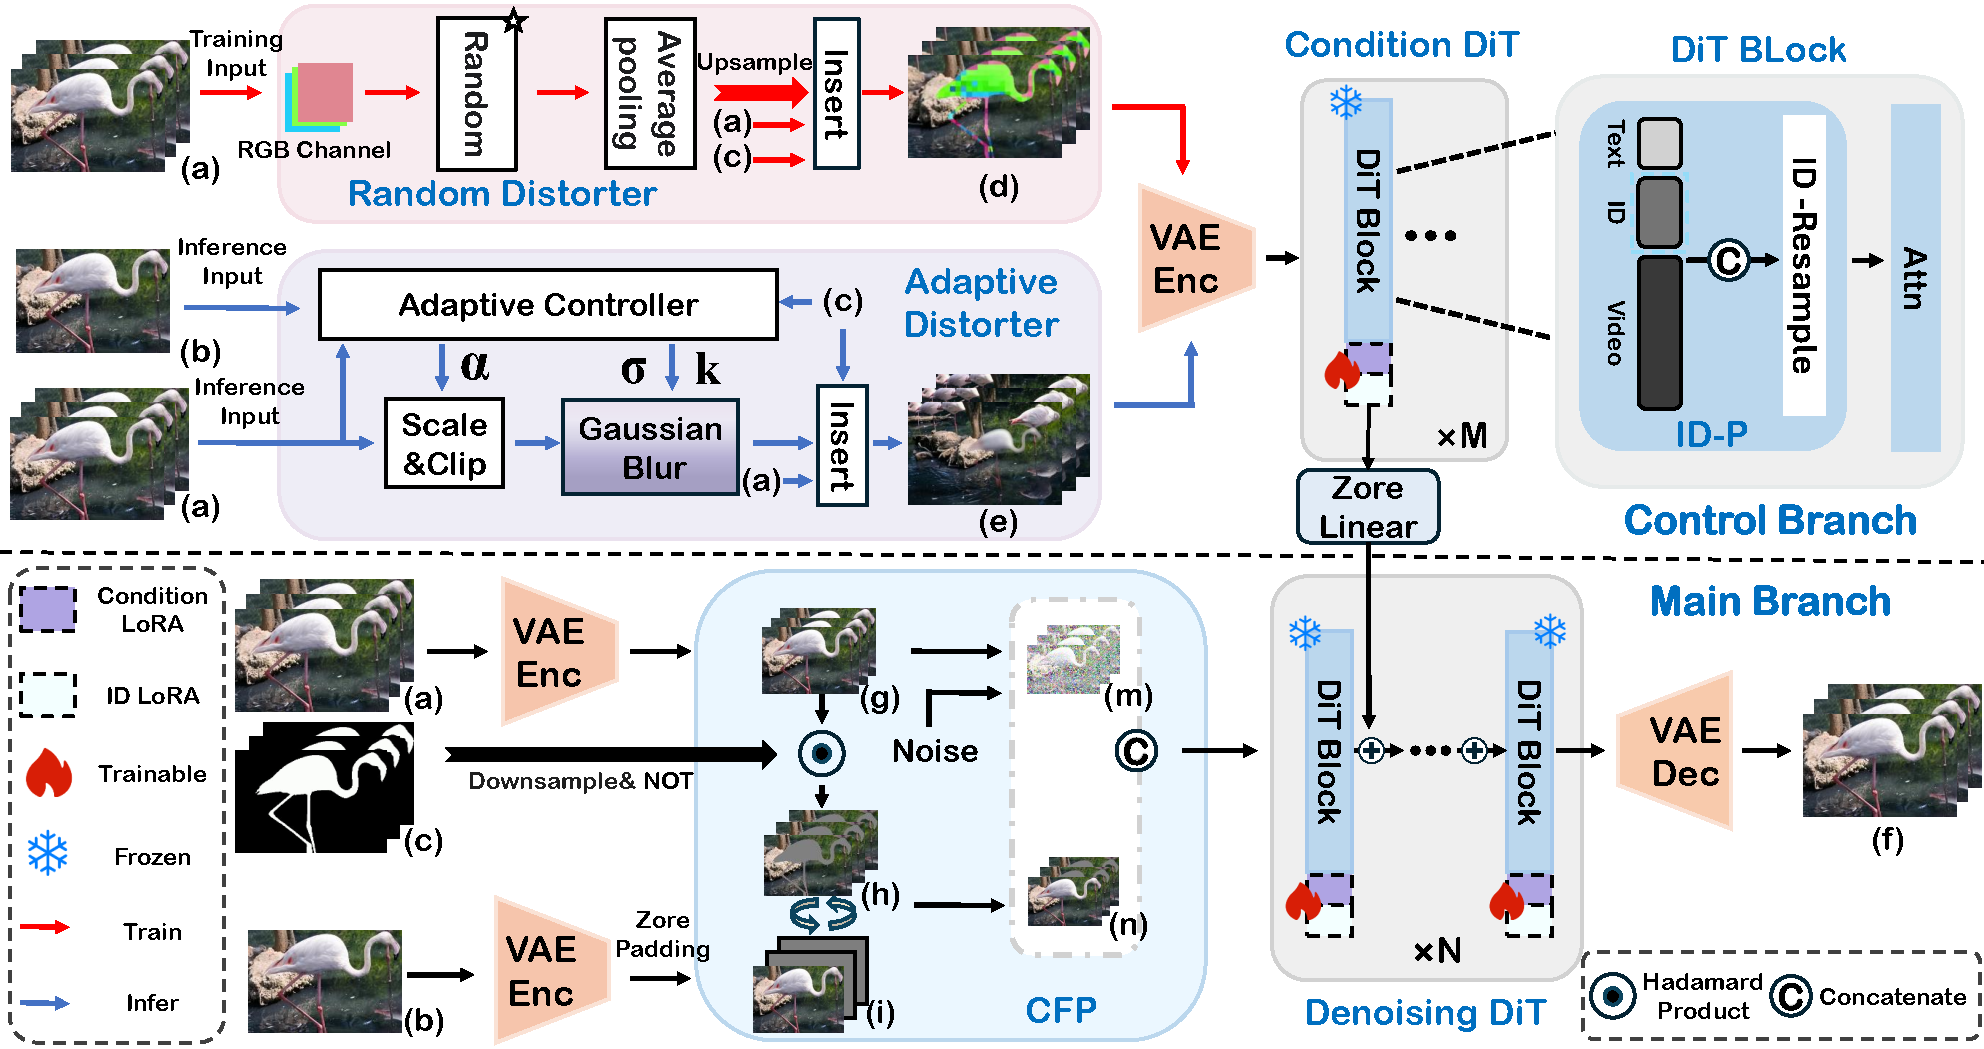 Training
Input
(a)
RGB Channel
Random
Average
pooling
Upsample
(a)
(c)
Insert
(d)
Random Distorter
Inference
Input
(b)
Inference
Input
(a)
Adaptive Controller
(c)
Adaptive
Distorter
α
σ
k
Scale
&Clip
Gaussian
Blur
(a)
Insert
(e)
VAE
Enc
Condition DiT
DiT Block
×M
Zore
Linear
DiT BLock
Text
ID
Video
C
ID -Resample
Attn
ID-P
Control Branch
Condition
LoRA
ID LoRA
Trainable
Frozen
Train
Infer
(a)
(c)
(b)
VAE
Enc
Downsample& NOT
VAE
Enc
Zore
Padding
(g)
Noise
(h)
(i)
(m)
C
(n)
CFP
Main Branch
DiT Block
DiT Block
×N
Denoising DiT
VAE
Dec
(f)
Hadamard
Product
C Concatenate